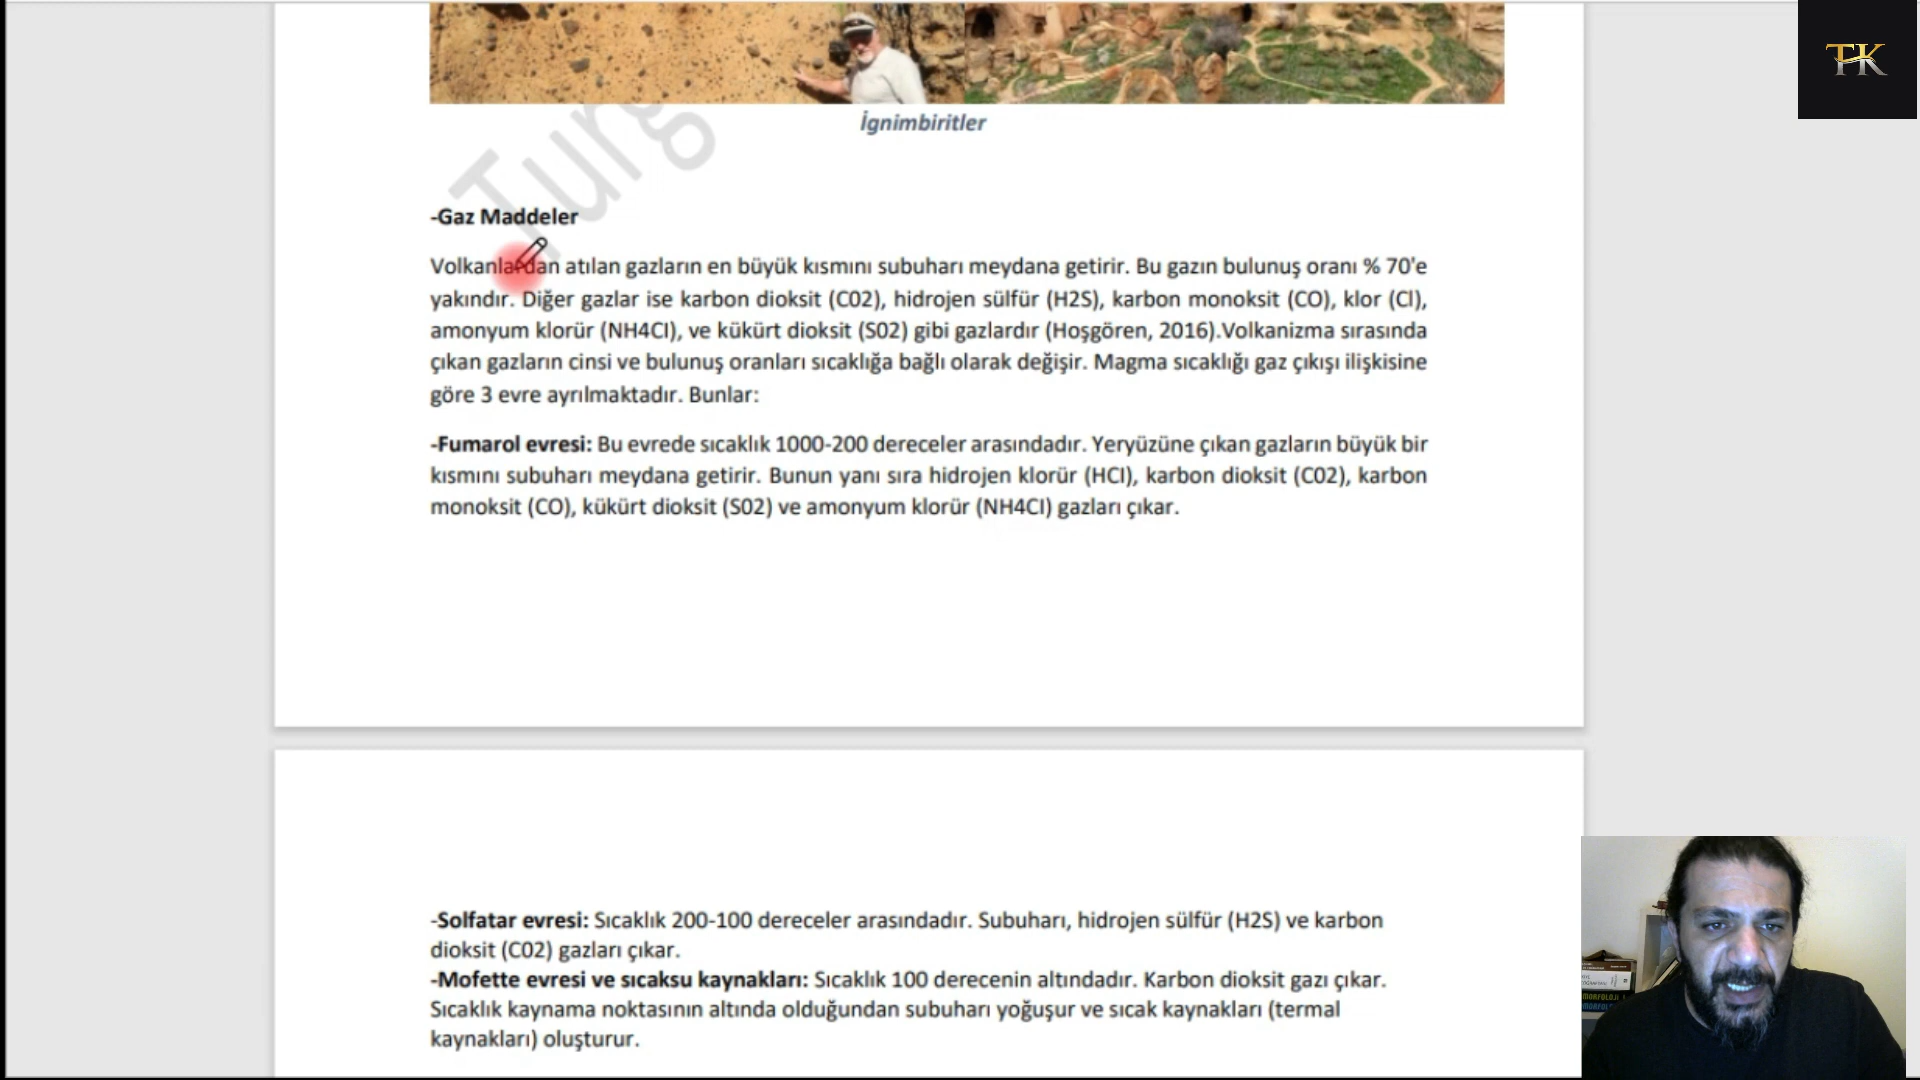 TK
İgnimbiritler
Turg
-Gaz Maddeler
Volkanlardan atılan gazların en büyük kısmını subuharı meydana getirir. Bu gazın bulunuş oranı % 70'e
yakındır. Diğer gazlar ise karbon dioksit (C02), hidrojen sülfür (H2S), karbon monoksit (CO), klor (Cl),
amonyum klorür (NH4CI), ve kükürt dioksit (S02) gibi gazlardır (Hoşgören, 2016).Volkanizma sırasında
çıkan gazların cinsi ve bulunuş oranları sıcaklığa bağlı olarak değişir. Magma sıcaklığı gaz çıkışı ilişkisine
göre 3 evre ayrılmaktadır. Bunlar:
-Fumarol evresi: Bu evrede sıcaklık 1000-200 dereceler arasındadır. Yeryüzüne çıkan gazların büyük bir
kısmını subuharı meydana getirir. Bunun yanı sıra hidrojen klorür (HCI), karbon dioksit (C02), karbon
monoksit (CO), kükürt dioksit (S02) ve amonyum klorür (NH4CI) gazları çıkar.
-Solfatar evresi: Sıcaklık 200-100 dereceler arasındadır. Subuharı, hidrojen sülfür (H2S) ve karbon
dioksit (C02) gazları çıkar.
-Mofette evresi ve sıcaksu kaynakları: Sıcaklık 100 derecenin altındadır. Karbon dioksit gazı çıkar.
Sıcaklık kaynama noktasının altında olduğundan subuharı yoğuşur ve sıcak kaynakları (termal
kaynakları) oluşturur.